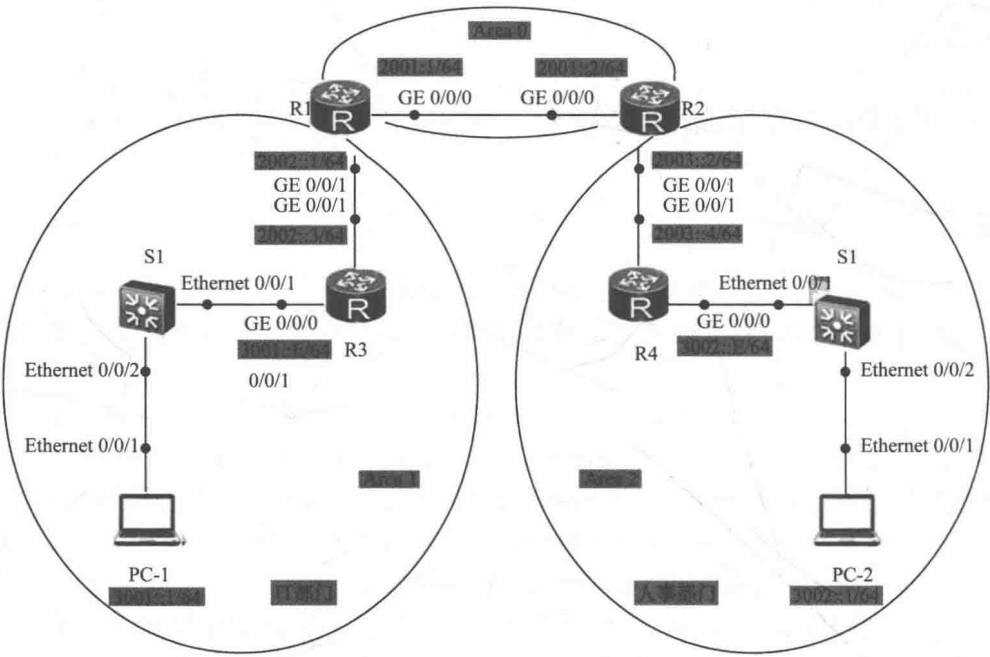 Area 0
2001::1/64
2001::2/64
R1
GE 0/0/0
GE 0/0/0
R2
2002::1/64
GE 0/0/1
GE 0/0/1
2002::3/64
2003::2/64
GE 0/0/1
GE 0/0/1
2003::4/64
S1
Ethernet 0/0/1
GE 0/0/0
3001::E/64
R3
0/0/1
S1
Ethernet 0/0/1
GE 0/0/0
R4
3002::E/64
Ethernet 0/0/2
Ethernet 0/0/1
Ethernet 0/0/2
Ethernet 0/0/1
Area 1
Area 2
PC-1
3001::1/64
IT部门
人事部门
PC-2
3002::1/64